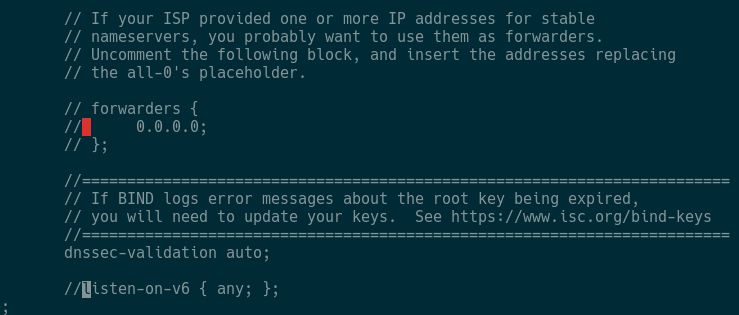 // If your ISP provided one or more IP addresses for stable
// nameservers, you probably want to use them as forwarders.
// Uncomment the following block, and insert the addresses replacing
// the all-0's placeholder.
// forwarders {
//      0.0.0.0;
// };
//========================================================================
// If BIND logs error messages about the root key being expired,
// you will need to update your keys.  See https://www.isc.org/bind-keys
//========================================================================
dnssec-validation auto;
//listen-on-v6 { any; };
;